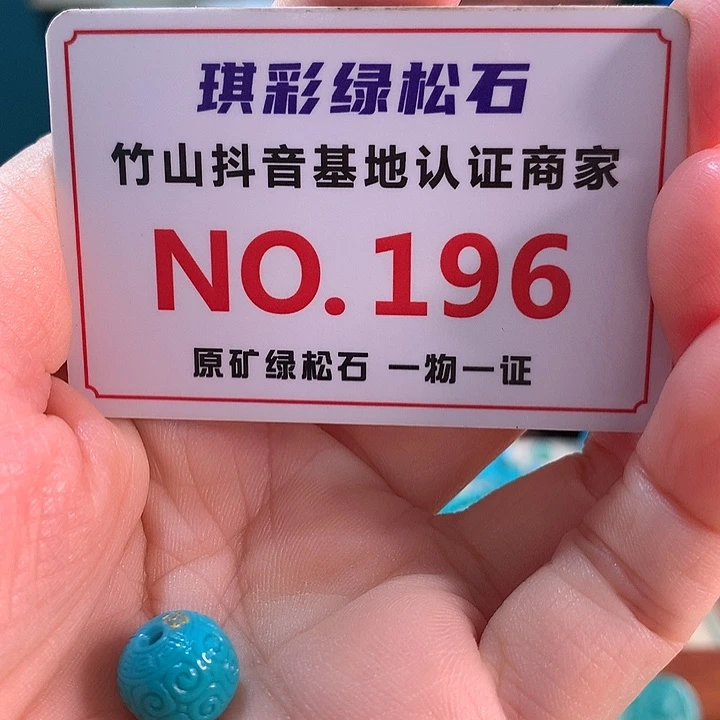 琪彩绿松石
竹山抖音基地认证商家
NO.196
原矿绿松石 一物一证